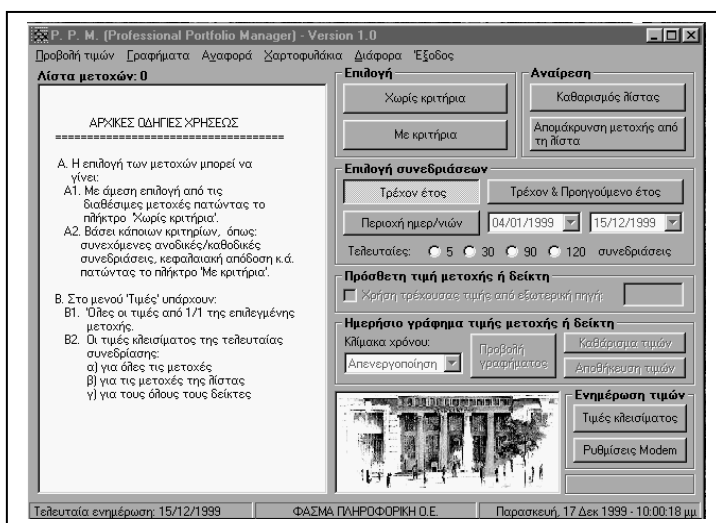 P. P. M. (Professional Portfolio Manager) - Version 1.0
Προβολή τιμών Γραφήματα Αναφορά Χαρτοφυλάκια Διάφορα Έξοδος
Λίστα μετοχών: 0
ΑΡΧΙΚΕΣ ΟΔΗΓΙΕΣ ΧΡΗΣΕΩΣ
===================================
Α. Η επιλογή των μετοχών μπορεί να
γίνει:
Α1. Με άμεση επιλογή από τις
διαθέσιμες μετοχές πατώντας το
πλήκτρο 'Χωρίς κριτήρια'.
Α2. Βάσει κάποιων κριτηρίων, όπως:
συνεχόμενες ανοδικές/καθοδικές
συνεδριάσεις, κεφαλαιακή απόδοση κ.ά.
πατώντας το πλήκτρο 'Με κριτήρια'.
Β. Στο μενού 'Τιμές' υπάρχουν:
Β1. Όλες οι τιμές από 1/1 της επιλεγμένης
μετοχής.
Β2. Οι τιμές κλεισίματος της τελευταίας
συνεδρίασης:
α) για όλες τις μετοχές
β) για τις μετοχές της λίστας
γ) για τους όλους τους δείκτες
Επιλογή
Χωρίς κριτήρια
Με κριτήρια
Αναίρεση
Καθαρισμός λίστας
Απομάκρυνση μετοχής από
τη λίστα
Επιλογή συνεδριάσεων
Τρέχον έτος Τρέχον & Προηγούμενο έτος
Περιοχή ημερ/νιών 04/01/1999 15/12/1999
Τελευταίες: 5 30 90 120 συνεδριάσεις
Πρόσθετη τιμή μετοχής ή δείκτη
Χρήση τρέχουσας τιμής από εξωτερική πηγή:
Ημερήσιο γράφημα τιμής μετοχής ή δείκτη
Κλίμακα χρόνου:
Απενεργοποίηση
Προβολή
γραφήματος
Καθάρισμα τιμών
Αποθήκευση τιμών
Ενημέρωση τιμών
Τιμές κλεισίματος
Ρυθμίσεις Modem
Τελευταία ενημέρωση: 15/12/1999 ΦΑΣΜΑ ΠΛΗΡΟΦΟΡΙΚΗ Ο.Ε. Παρασκευή, 17 Δεκ 1999 - 10:00:18 μμ